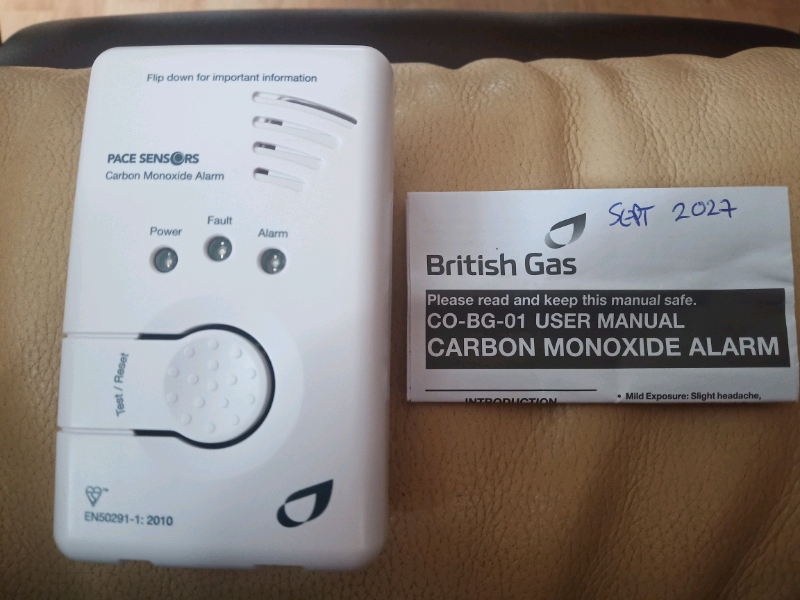 Flip down for important information
PACE SENSORS
Carbon Monoxide Alarm
Power
Fault
Alarm
Test / Reset
™
EN50291-1: 2010
SEPT 2027
British Gas
Please read and keep this manual safe.
CO-BG-01 USER MANUAL
CARBON MONOXIDE ALARM
INTRODUCTION
• Mild Exposure: Slight headache,